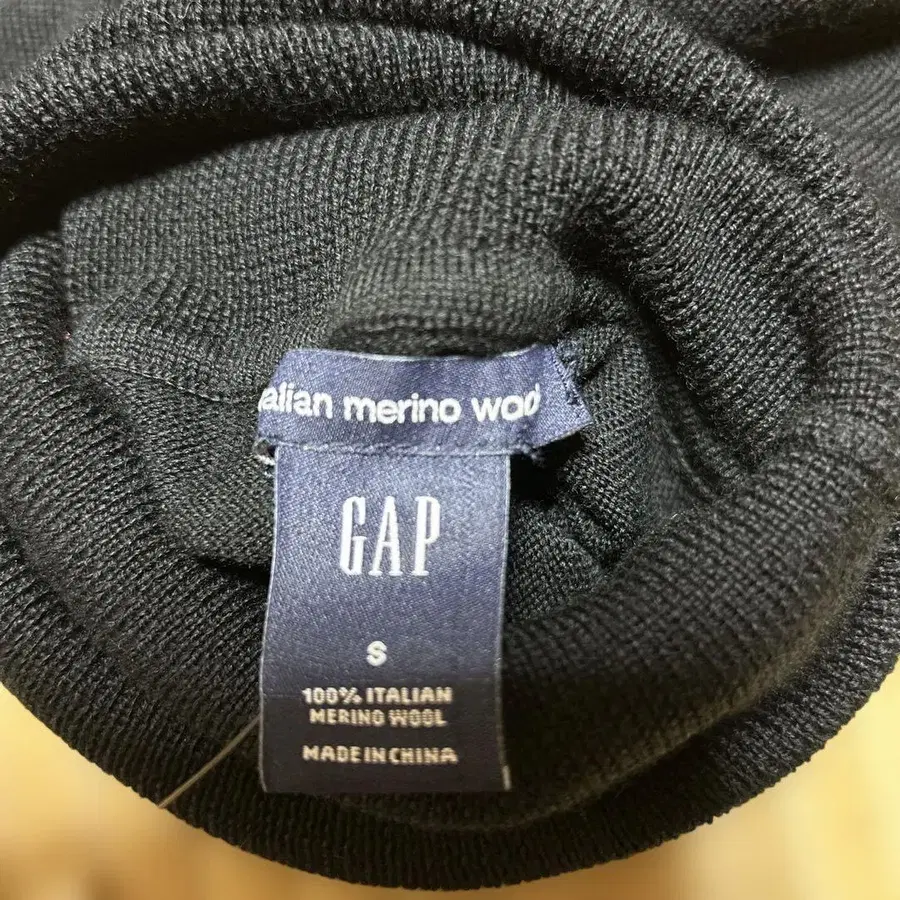 alian merino wool
GAP
S
100% ITALIAN
MERINO WOOL
MADE IN CHINA